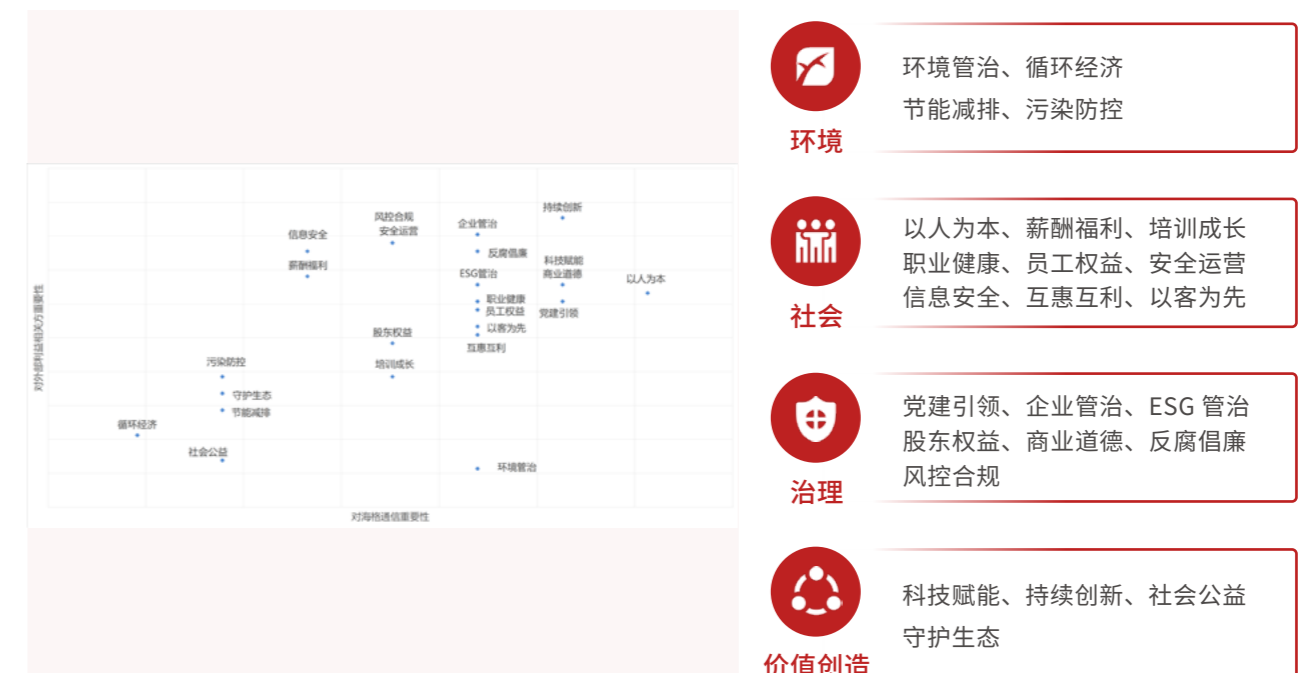 持续创新
风控合规
企业管治
安全运营
信息安全
反腐倡廉
科技赋能
薪酬福利
ESG管治
商业道德
以人为本
职业健康
员工权益
党建引领
以客为先
股东权益
互惠互利
污染防控
培训成长
守护生态
节能减排
循环经济
社会公益
环境管治
对外部利益相关方重要性
对海格通信重要性
环境
环境管治、循环经济
节能减排、污染防控
社会
以人为本、薪酬福利、培训成长
职业健康、员工权益、安全运营
信息安全、互惠互利、以客为先
治理
党建引领、企业管治、ESG 管治
股东权益、商业道德、反腐倡廉
风控合规
价值创造
科技赋能、持续创新、社会公益
守护生态